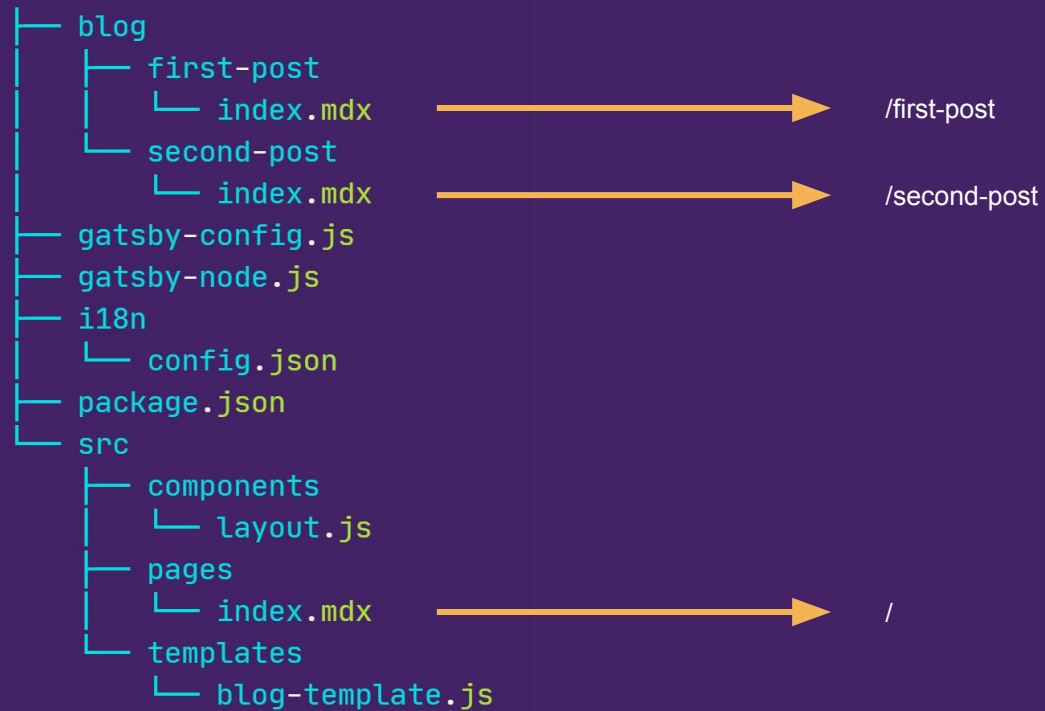 ├── blog
│   ├── first-post
│   │   └── index.mdx /first-post
│   └── second-post
│       └── index.mdx /second-post
├── gatsby-config.js
├── gatsby-node.js
├── i18n
│   └── config.json
├── package.json
└── src
    ├── components
    │   └── layout.js
    ├── pages
    │   └── index.mdx /
    └── templates
        └── blog-template.js